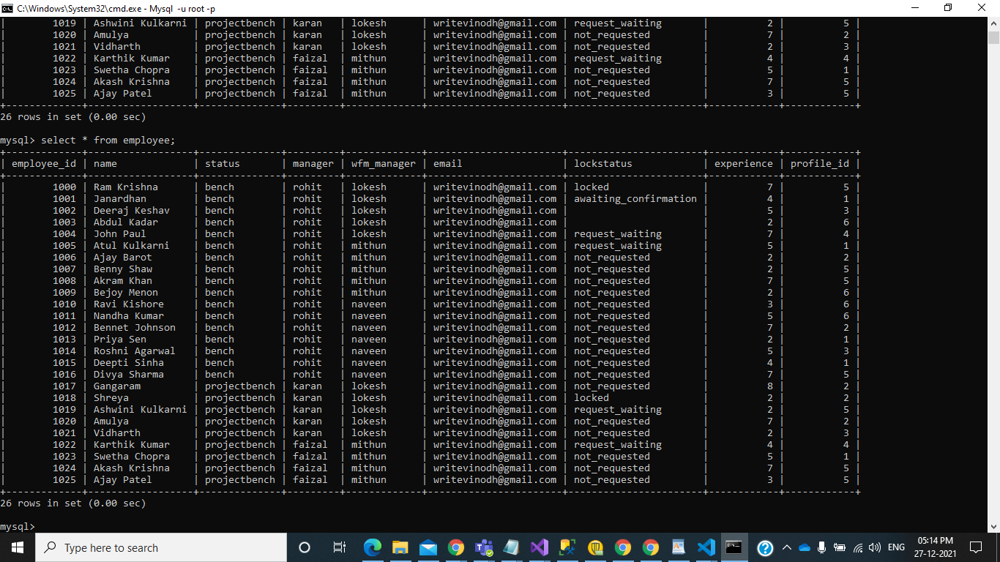 C:\Windows\System32\cmd.exe - Mysql -u root -p
| 1019 | Ashwini Kulkarni | projectbench | karan | lokesh | writevinodh@gmail.com | request_waiting | 2 | 5 |
| 1020 | Amulya | projectbench | karan | lokesh | writevinodh@gmail.com | not_requested | 7 | 2 |
| 1021 | Vidharth | projectbench | karan | lokesh | writevinodh@gmail.com | not_requested | 2 | 3 |
| 1022 | Karthik Kumar | projectbench | faizal | mithun | writevinodh@gmail.com | request_waiting | 4 | 4 |
| 1023 | Swetha Chopra | projectbench | faizal | mithun | writevinodh@gmail.com | not_requested | 5 | 1 |
| 1024 | Akash Krishna | projectbench | faizal | mithun | writevinodh@gmail.com | not_requested | 7 | 5 |
| 1025 | Ajay Patel | projectbench | faizal | mithun | writevinodh@gmail.com | not_requested | 3 | 5 |
26 rows in set (0.00 sec)
mysql> select * from employee;
| employee_id | name | status | manager | wfm_manager | email | lockstatus | experience | profile_id |
| 1000 | Ram Krishna | bench | rohit | lokesh | writevinodh@gmail.com | locked | 7 | 5 |
| 1001 | Janardhan | bench | rohit | lokesh | writevinodh@gmail.com | awaiting_confirmation | 4 | 1 |
| 1002 | Deeraj Keshav | bench | rohit | lokesh | writevinodh@gmail.com | | 5 | 3 |
| 1003 | Abdul Kadar | bench | rohit | lokesh | writevinodh@gmail.com | | 2 | 6 |
| 1004 | John Paul | bench | rohit | lokesh | writevinodh@gmail.com | request_waiting | 7 | 4 |
| 1005 | Atul Kulkarni | bench | rohit | mithun | writevinodh@gmail.com | request_waiting | 5 | 1 |
| 1006 | Ajay Barot | bench | rohit | mithun | writevinodh@gmail.com | not_requested | 2 | 2 |
| 1007 | Benny Shaw | bench | rohit | mithun | writevinodh@gmail.com | not_requested | 2 | 5 |
| 1008 | Akram Khan | bench | rohit | mithun | writevinodh@gmail.com | not_requested | 7 | 5 |
| 1009 | Bejoy Menon | bench | rohit | mithun | writevinodh@gmail.com | not_requested | 2 | 6 |
| 1010 | Ravi Kishore | bench | rohit | naveen | writevinodh@gmail.com | not_requested | 3 | 6 |
| 1011 | Nandha Kumar | bench | rohit | naveen | writevinodh@gmail.com | not_requested | 5 | 6 |
| 1012 | Bennet Johnson | bench | rohit | naveen | writevinodh@gmail.com | not_requested | 7 | 2 |
| 1013 | Priya Sen | bench | rohit | naveen | writevinodh@gmail.com | not_requested | 2 | 1 |
| 1014 | Roshni Agarwal | bench | rohit | naveen | writevinodh@gmail.com | not_requested | 5 | 3 |
| 1015 | Deepti Sinha | bench | rohit | naveen | writevinodh@gmail.com | not_requested | 4 | 1 |
| 1016 | Divya Sharma | bench | rohit | naveen | writevinodh@gmail.com | not_requested | 7 | 5 |
| 1017 | Gangaram | projectbench | karan | lokesh | writevinodh@gmail.com | not_requested | 8 | 2 |
| 1018 | Shreya | projectbench | karan | lokesh | writevinodh@gmail.com | locked | 2 | 2 |
| 1019 | Ashwini Kulkarni | projectbench | karan | lokesh | writevinodh@gmail.com | request_waiting | 2 | 5 |
| 1020 | Amulya | projectbench | karan | lokesh | writevinodh@gmail.com | not_requested | 7 | 2 |
| 1021 | Vidharth | projectbench | karan | lokesh | writevinodh@gmail.com | not_requested | 2 | 3 |
| 1022 | Karthik Kumar | projectbench | faizal | mithun | writevinodh@gmail.com | request_waiting | 4 | 4 |
| 1023 | Swetha Chopra | projectbench | faizal | mithun | writevinodh@gmail.com | not_requested | 5 | 1 |
| 1024 | Akash Krishna | projectbench | faizal | mithun | writevinodh@gmail.com | not_requested | 7 | 5 |
| 1025 | Ajay Patel | projectbench | faizal | mithun | writevinodh@gmail.com | not_requested | 3 | 5 |
26 rows in set (0.00 sec)
mysql>
Type here to search
ENG
05:14 PM
27-12-2021